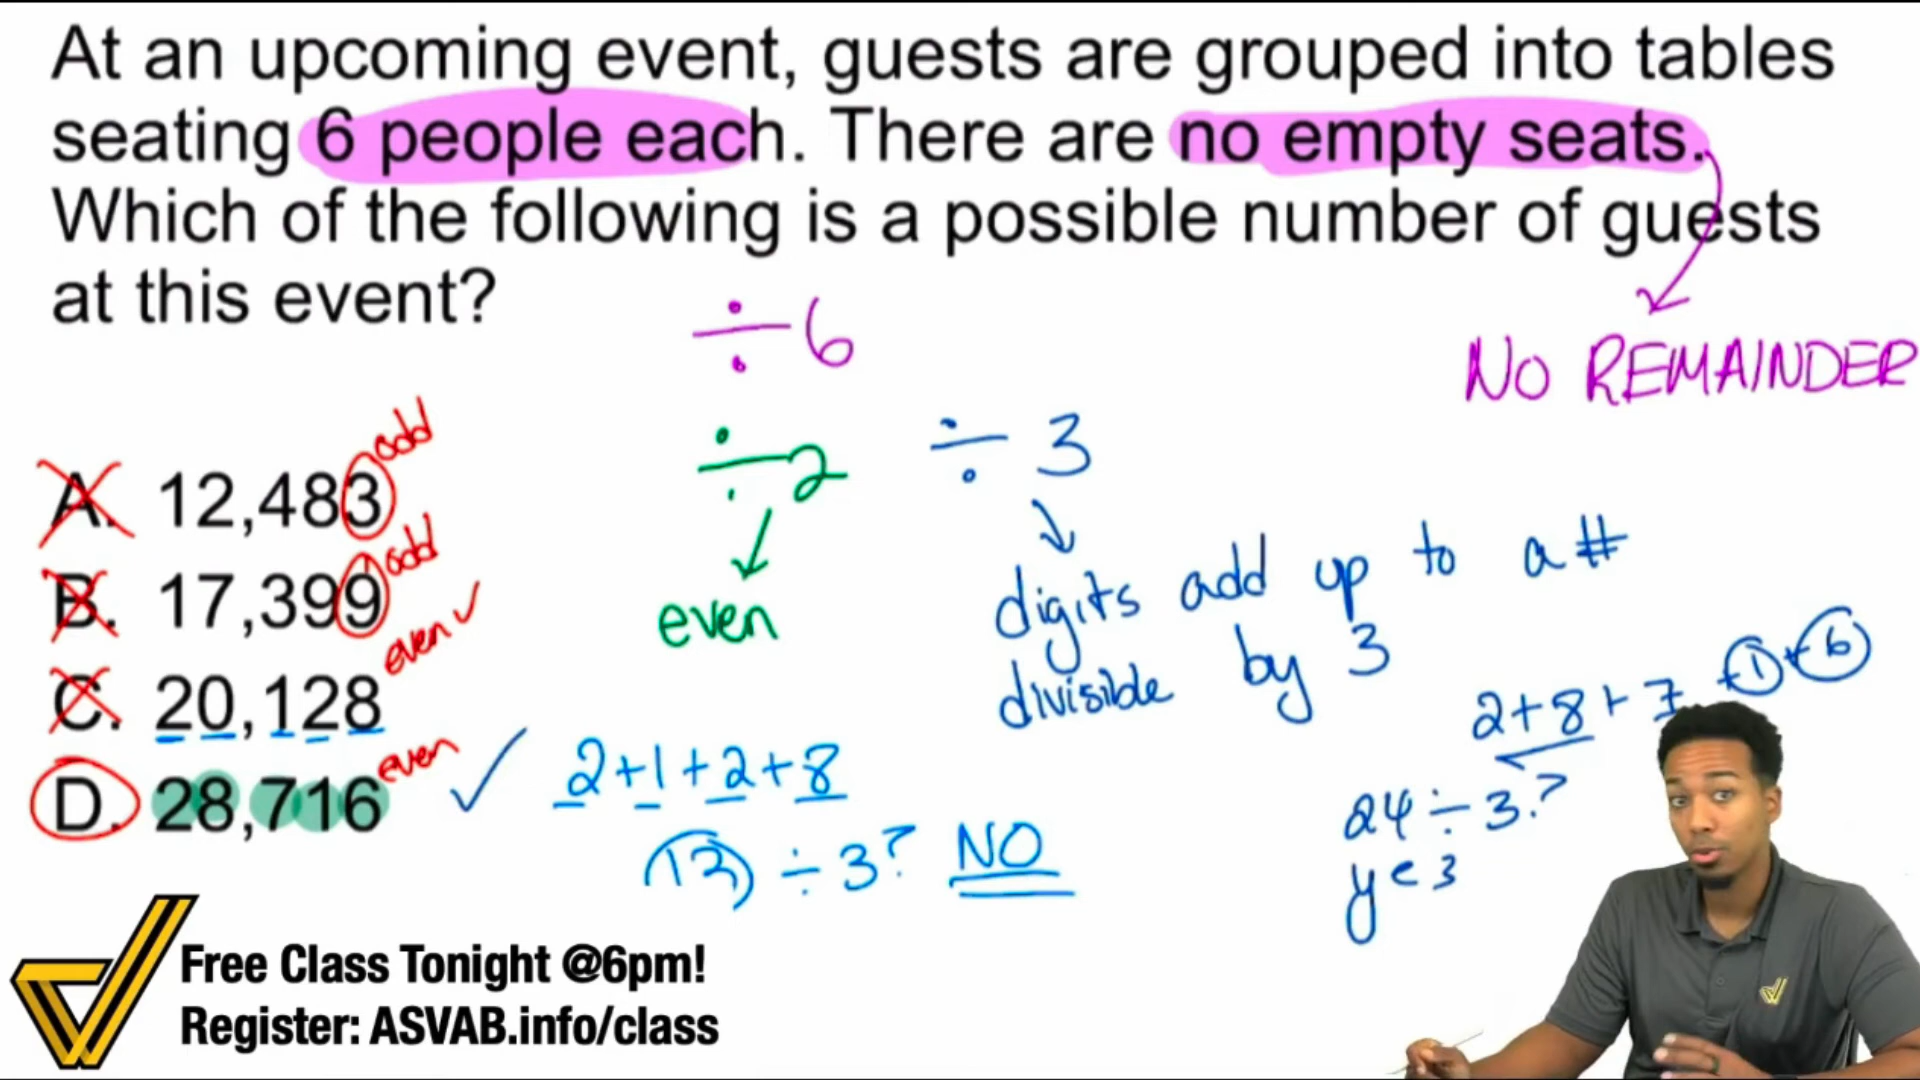 At an upcoming event, guests are grouped into tables
seating 6 people each. There are no empty seats.
Which of the following is a possible number of guests
at this event?
÷6
NO REMAINDER
÷2
÷ 3
even
digits add up to a #
divisible by 3
A. 12,483 odd
B. 17,399 odd
C. 20,128 even ✓
D. 28,716 even ✓
2+1+2+8
13 ÷ 3? NO
2+8+7+1+6
24 ÷ 3?
yes
Free Class Tonight @6pm!
Register: ASVAB.info/class